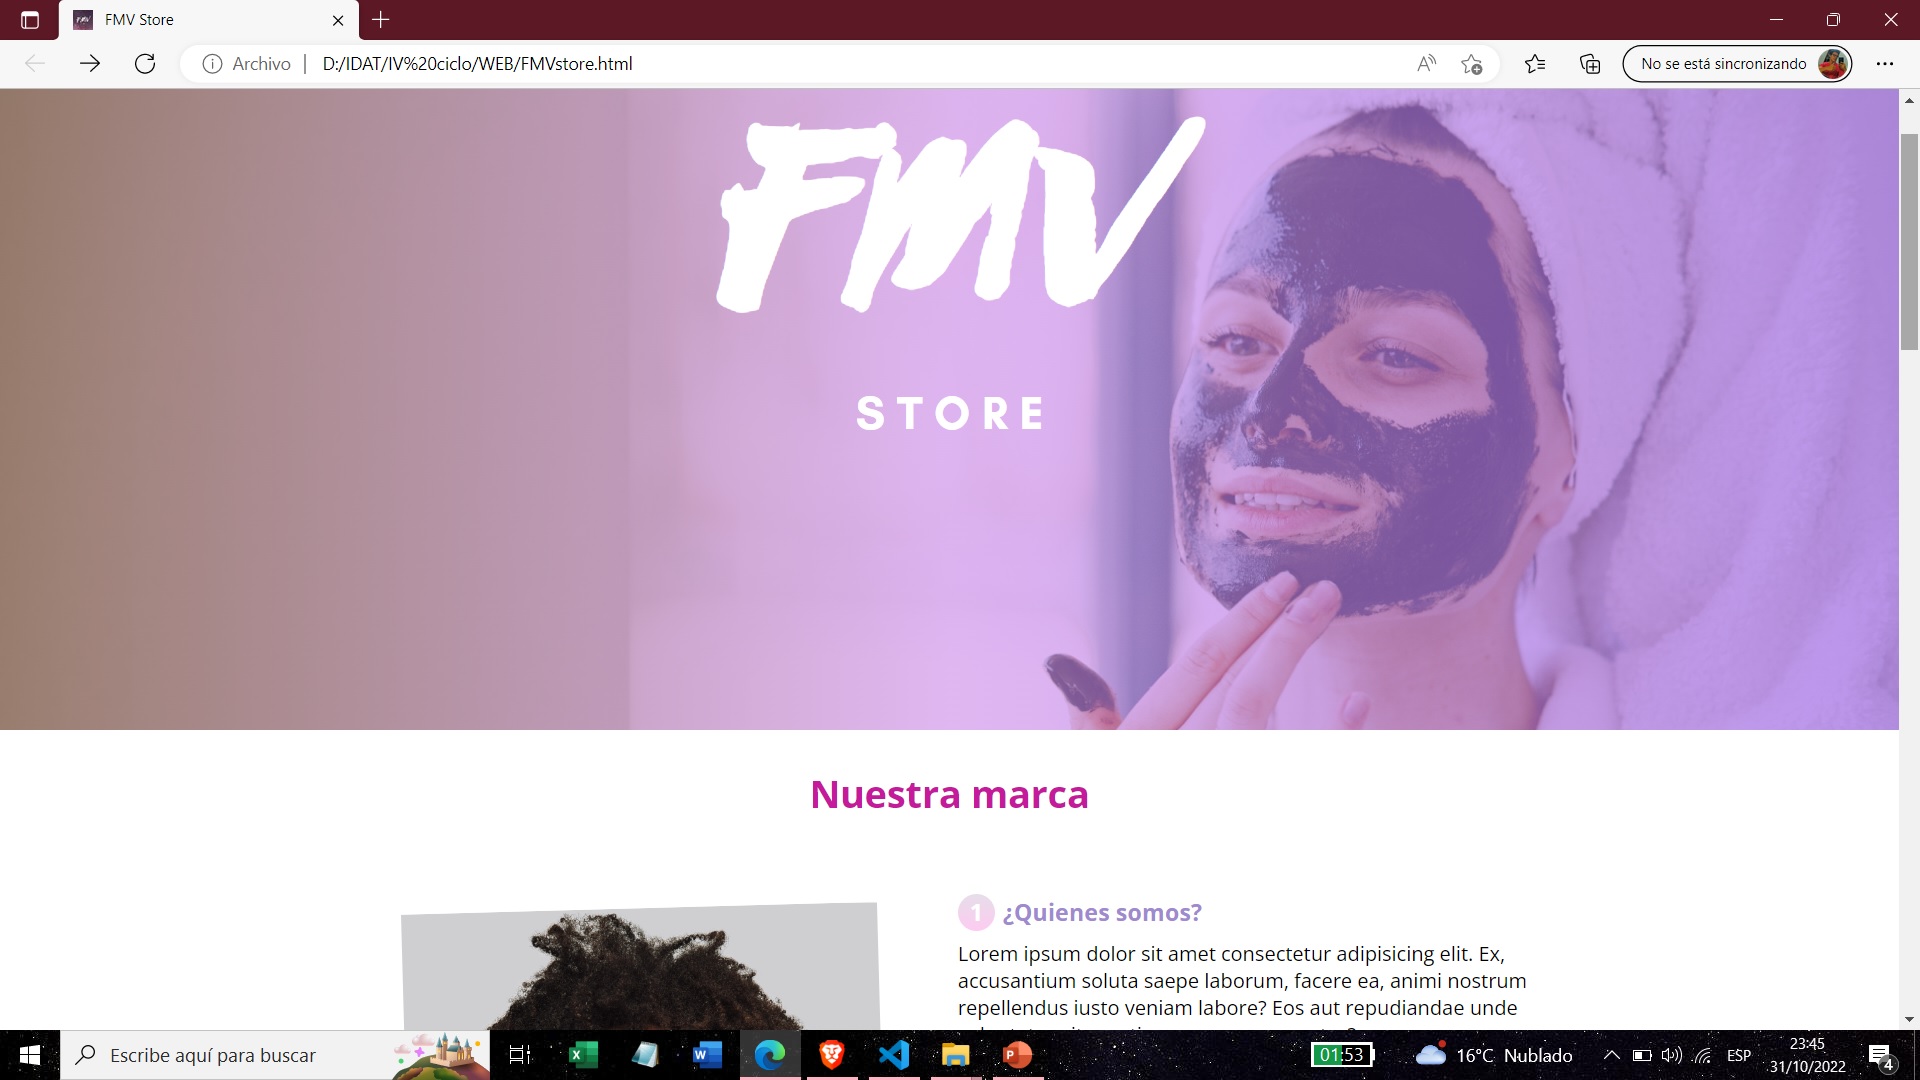 FMV Store
Archivo | D:/IDAT/IV%20ciclo/WEB/FMVstore.html
No se está sincronizando
FMV
STORE
Nuestra marca
1 ¿Quienes somos?
Lorem ipsum dolor sit amet consectetur adipisicing elit. Ex,
accusantium soluta saepe laborum, facere ea, animi nostrum
repellendus iusto veniam labore? Eos aut repudiandae unde
Escribe aquí para buscar
01:53
16°C Nublado
ESP
23:45
31/10/2022
4